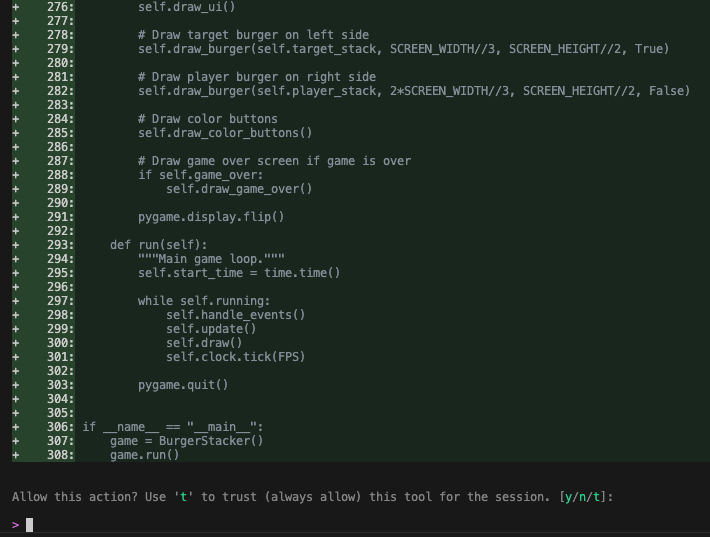 +    276:         self.draw_ui()
+    277:
+    278:         # Draw target burger on left side
+    279:         self.draw_burger(self.target_stack, SCREEN_WIDTH//3, SCREEN_HEIGHT//2, True)
+    280:
+    281:         # Draw player burger on right side
+    282:         self.draw_burger(self.player_stack, 2*SCREEN_WIDTH//3, SCREEN_HEIGHT//2, False)
+    283:
+    284:         # Draw color buttons
+    285:         self.draw_color_buttons()
+    286:
+    287:         # Draw game over screen if game is over
+    288:         if self.game_over:
+    289:             self.draw_game_over()
+    290:
+    291:         pygame.display.flip()
+    292:
+    293:     def run(self):
+    294:         """Main game loop."""
+    295:         self.start_time = time.time()
+    296:
+    297:         while self.running:
+    298:             self.handle_events()
+    299:             self.update()
+    300:             self.draw()
+    301:             self.clock.tick(FPS)
+    302:
+    303:         pygame.quit()
+    304:
+    305:
+    306: if __name__ == "__main__":
+    307:     game = BurgerStacker()
+    308:     game.run()
Allow this action? Use 't' to trust (always allow) this tool for the session. [y/n/t]:
>